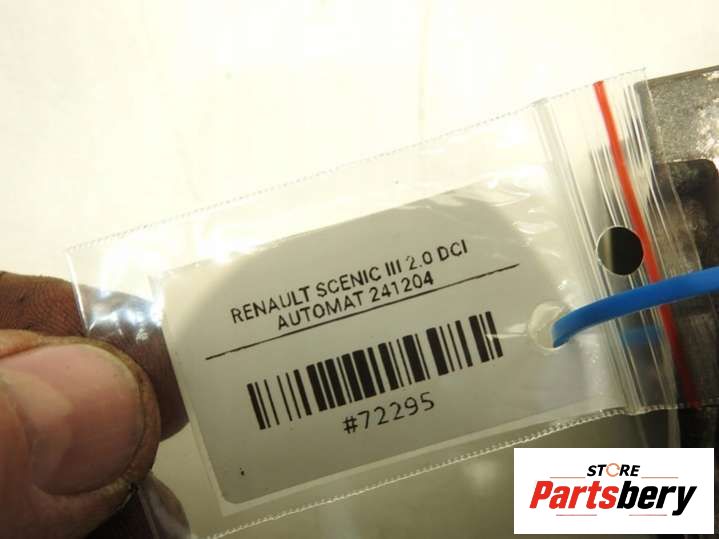 RENAULT SCENIC III 2.0 DCI
AUTOMAT 241204
#72295
STORE
Partsbery